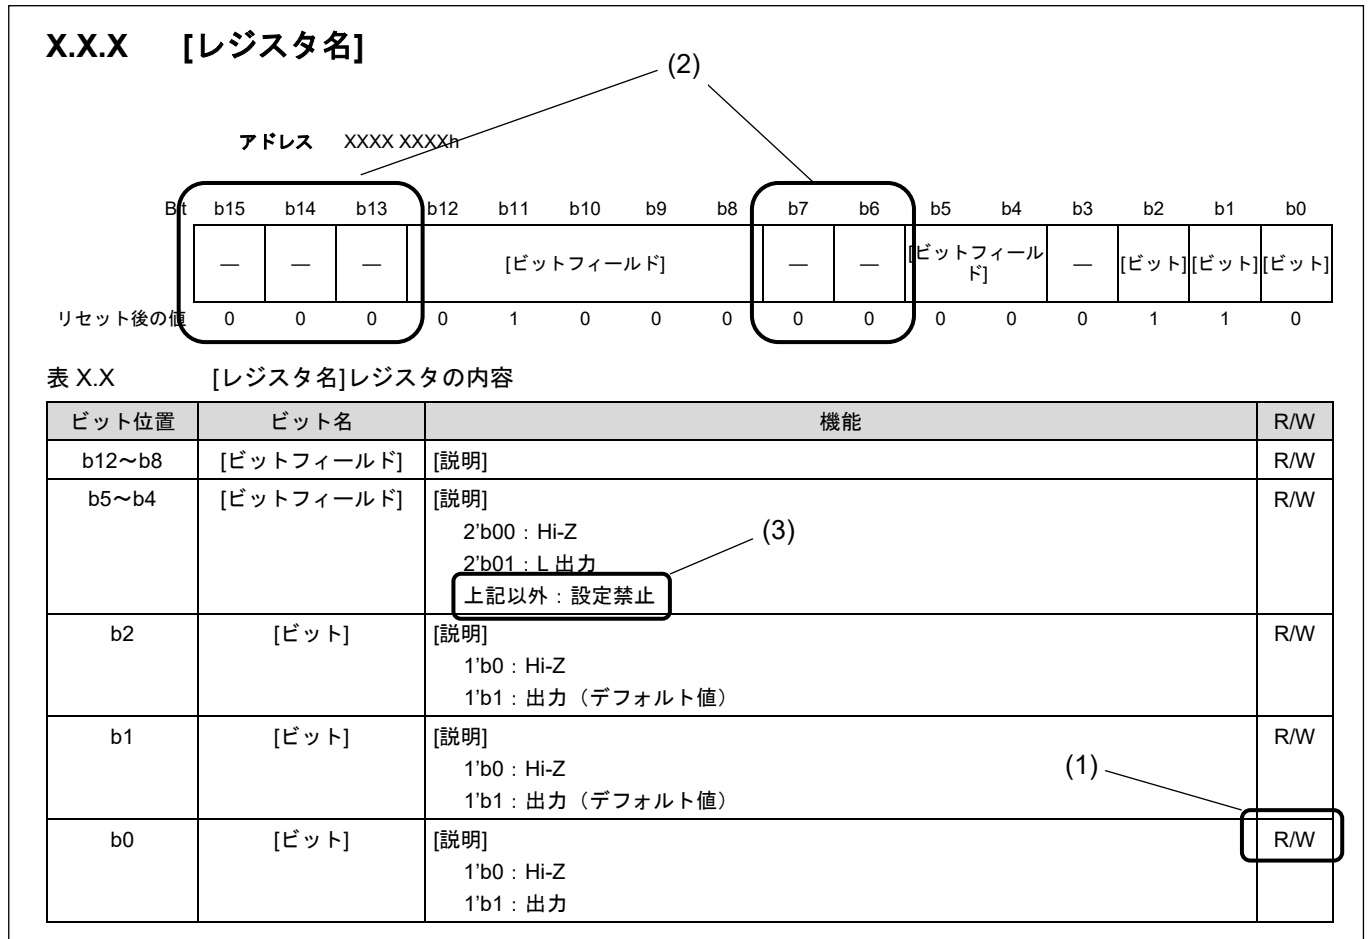 X.X.X [レジスタ名]
(2)
アドレス XXXX XXXXh
Bit b15 b14 b13 b12 b11 b10 b9 b8 b7 b6 b5 b4 b3 b2 b1 b0
— — — [ビットフィールド] — — [ビットフィールド] — [ビット] [ビット] [ビット]
リセット後の値 0 0 0 0 1 0 0 0 0 0 0 0 0 1 1 0
表 X.X [レジスタ名]レジスタの内容
ビット位置 ビット名 機能 R/W
b12～b8 [ビットフィールド] [説明] R/W
b5～b4 [ビットフィールド] [説明] R/W
2’b00：Hi-Z
(3)
2’b01：L 出力
上記以外：設定禁止
b2 [ビット] [説明] R/W
1’b0：Hi-Z
1’b1：出力（デフォルト値）
b1 [ビット] [説明] R/W
1’b0：Hi-Z
(1)
1’b1：出力（デフォルト値）
b0 [ビット] [説明] R/W
1’b0：Hi-Z
1’b1：出力